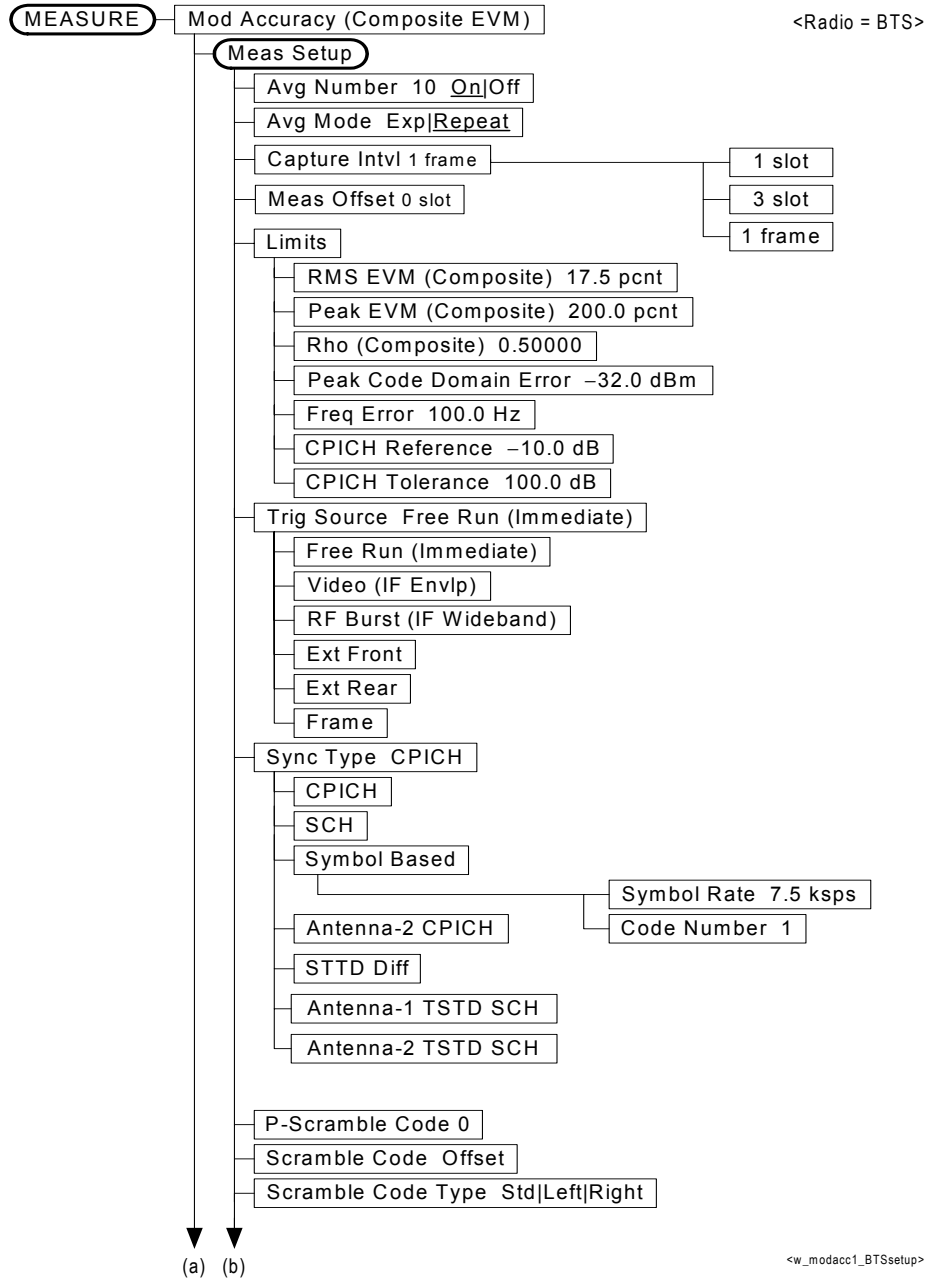 MEASURE Mod Accuracy (Composite EVM) <Radio = BTS>
Meas Setup
Avg Number 10 On|Off
Avg Mode Exp|Repeat
Capture Intvl 1 frame 1 slot
Meas Offset 0 slot 3 slot
Limits 1 frame
RMS EVM (Composite) 17.5 pcnt
Peak EVM (Composite) 200.0 pcnt
Rho (Composite) 0.50000
Peak Code Domain Error –32.0 dBm
Freq Error 100.0 Hz
CPICH Reference –10.0 dB
CPICH Tolerance 100.0 dB
Trig Source Free Run (Immediate)
Free Run (Immediate)
Video (IF Envlp)
RF Burst (IF Wideband)
Ext Front
Ext Rear
Frame
Sync Type CPICH
CPICH
SCH
Symbol Based
Symbol Rate 7.5 ksps
Antenna-2 CPICH Code Number 1
STTD Diff
Antenna-1 TSTD SCH
Antenna-2 TSTD SCH
P-Scramble Code 0
Scramble Code Offset
Scramble Code Type Std|Left|Right
(a) (b) <w_modacc1_BTSsetup>